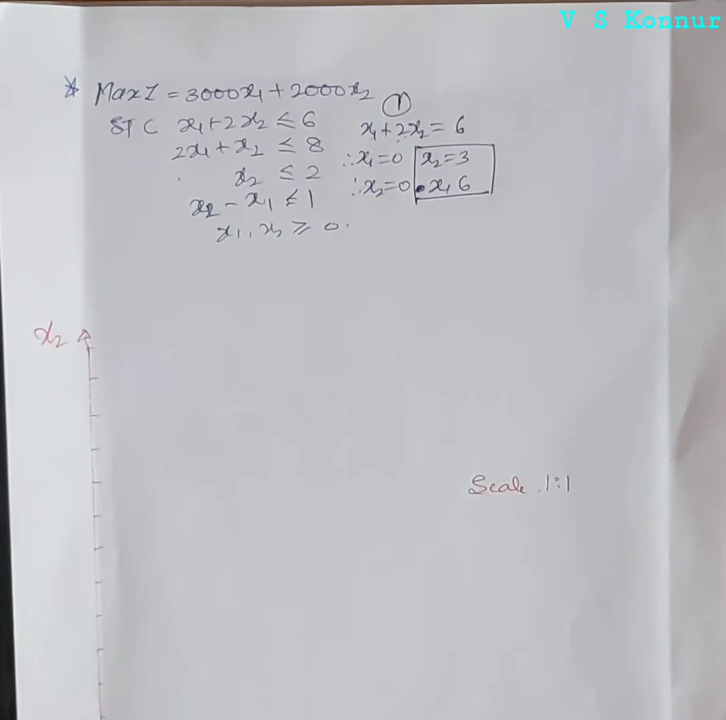 V S Konnur
* Max Z = 3000x₁ + 2000x₂
STC x₁ + 2x₂ ≤ 6
2x₁ + x₂ ≤ 8
x₂ ≤ 2
x₂ - x₁ ≤ 1
x₁, x₂ ≥ 0.
①
x₁ + 2x₂ = 6
∴ x₁ = 0 x₂ = 3
∴ x₂ = 0 x₁ 6
x₂
Scale 1:1